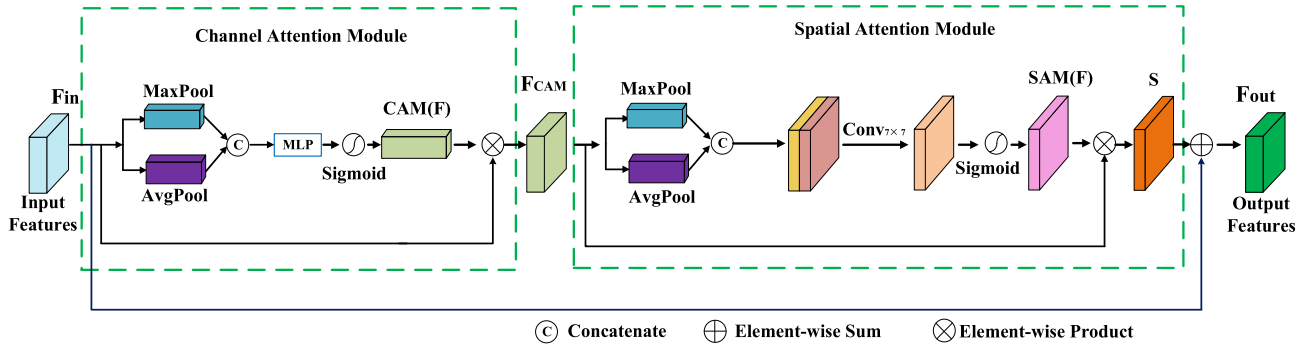 Channel Attention Module
Spatial Attention Module
Fin
MaxPool
CAM(F)
FCAM
MaxPool
SAM(F)
S
Fout
C
MLP
C
Conv7×7
Sigmoid
Sigmoid
AvgPool
AvgPool
Input
Features
Output
Features
C Concatenate
Element-wise Sum
Element-wise Product